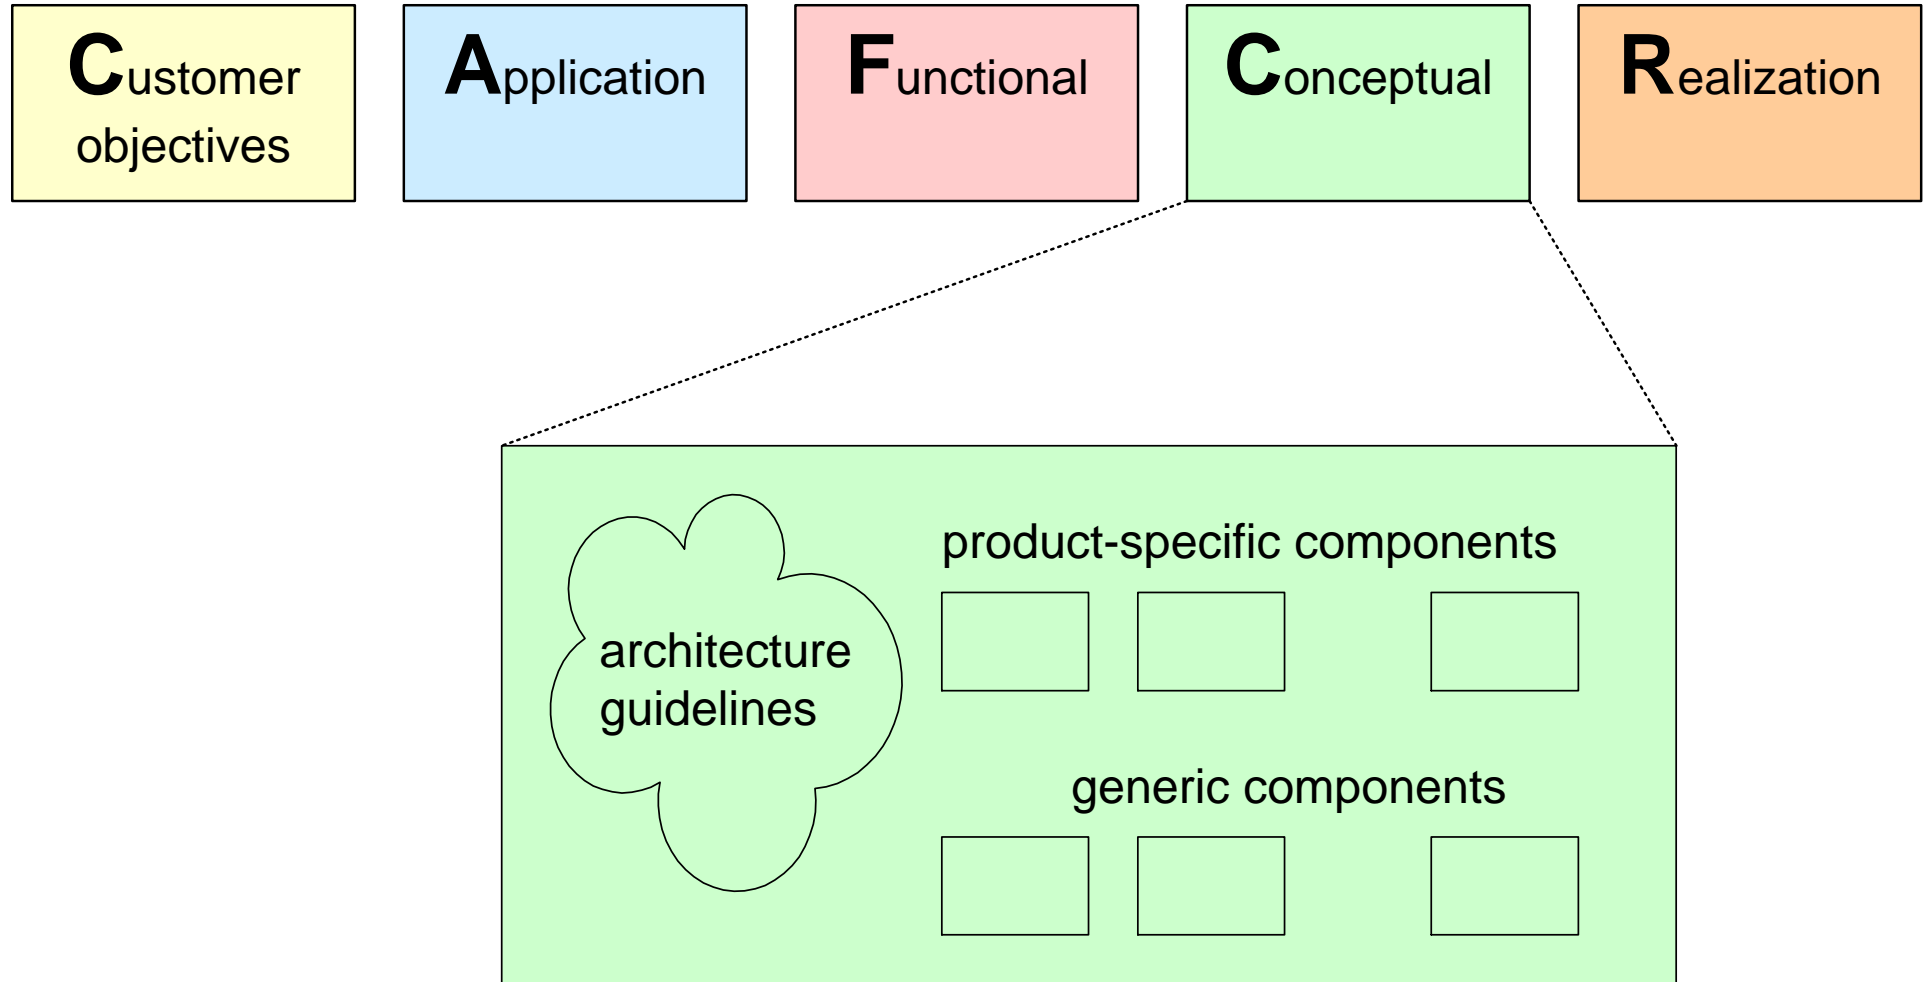 Customer
objectives
Application
Functional
Conceptual
Realization
product-specific components
architecture
guidelines
generic components